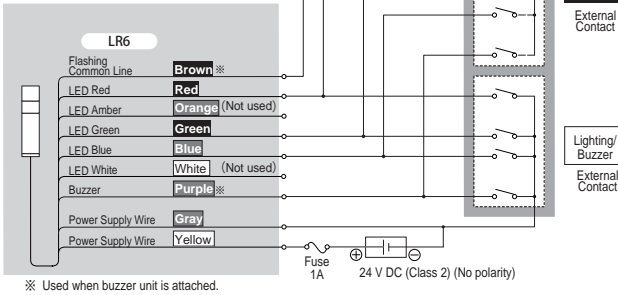 LR6
Flashing
Common Line Brown ※
LED Red Red
LED Amber Orange (Not used)
LED Green Green
LED Blue Blue
LED White White (Not used)
Buzzer Purple ※
Power Supply Wire Gray
Power Supply Wire Yellow
Fuse
1A
24 V DC (Class 2) (No polarity)
※ Used when buzzer unit is attached.
External
Contact
Lighting/
Buzzer
External
Contact